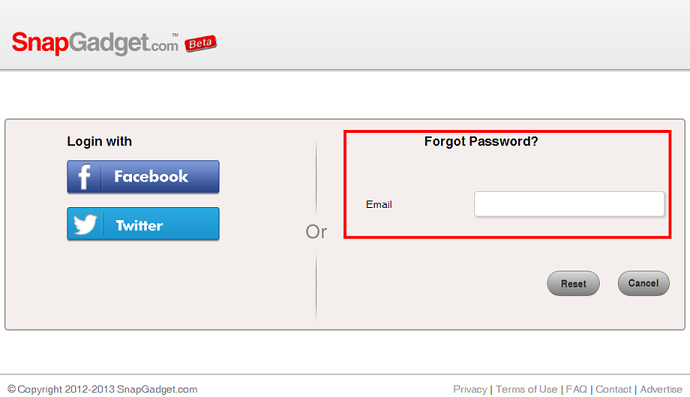 SnapGadget.com™ Beta
Login with
Facebook
Twitter
Or
Forgot Password?
Email
Reset Cancel
© Copyright 2012-2013 SnapGadget.com
Privacy | Terms of Use | FAQ | Contact | Advertise